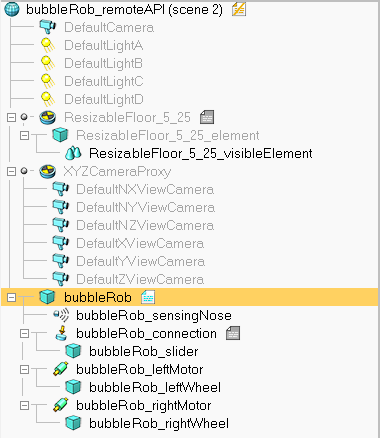 bubbleRob_remoteAPI (scene 2)
DefaultCamera
DefaultLightA
DefaultLightB
DefaultLightC
DefaultLightD
ResizableFloor_5_25
ResizableFloor_5_25_element
ResizableFloor_5_25_visibleElement
XYZCameraProxy
DefaultNXViewCamera
DefaultNYViewCamera
DefaultNZViewCamera
DefaultXViewCamera
DefaultYViewCamera
DefaultZViewCamera
bubbleRob
bubbleRob_sensingNose
bubbleRob_connection
bubbleRob_slider
bubbleRob_leftMotor
bubbleRob_leftWheel
bubbleRob_rightMotor
bubbleRob_rightWheel